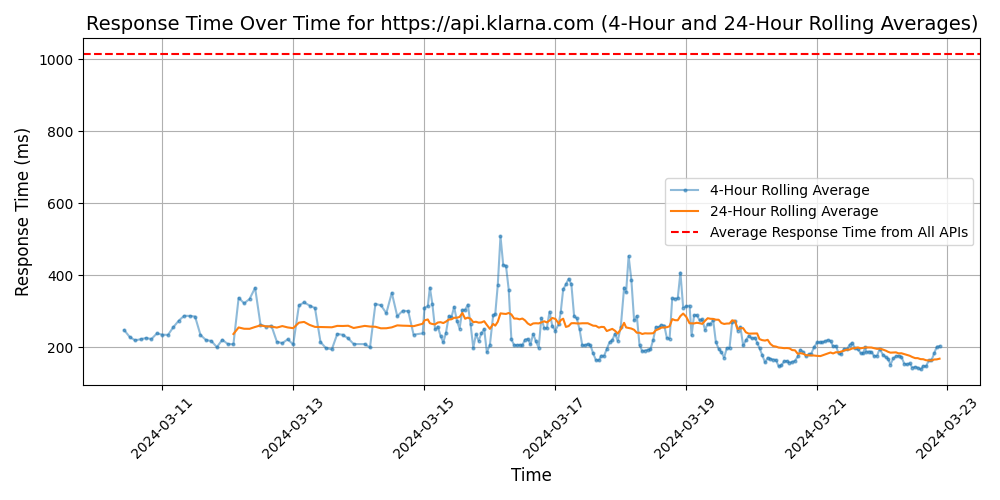 Response Time Over Time for https://api.klarna.com (4-Hour and 24-Hour Rolling Averages)
Response Time (ms)
1000
800
600
400
200
4-Hour Rolling Average
24-Hour Rolling Average
Average Response Time from All APIs
2024-03-11
2024-03-13
2024-03-15
2024-03-17
2024-03-19
2024-03-21
2024-03-23
Time